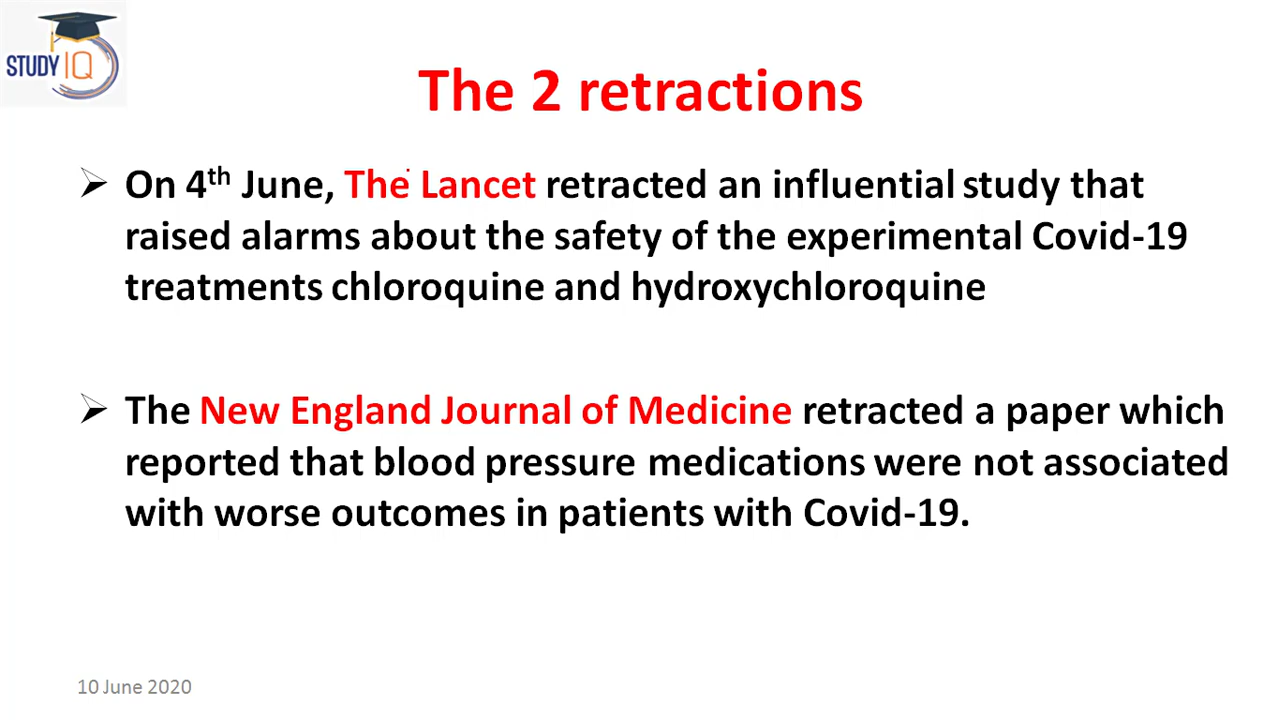 STUDY IQ
The 2 retractions
➢ On 4th June, The Lancet retracted an influential study that
raised alarms about the safety of the experimental Covid-19
treatments chloroquine and hydroxychloroquine
➢ The New England Journal of Medicine retracted a paper which
reported that blood pressure medications were not associated
with worse outcomes in patients with Covid-19.
10 June 2020